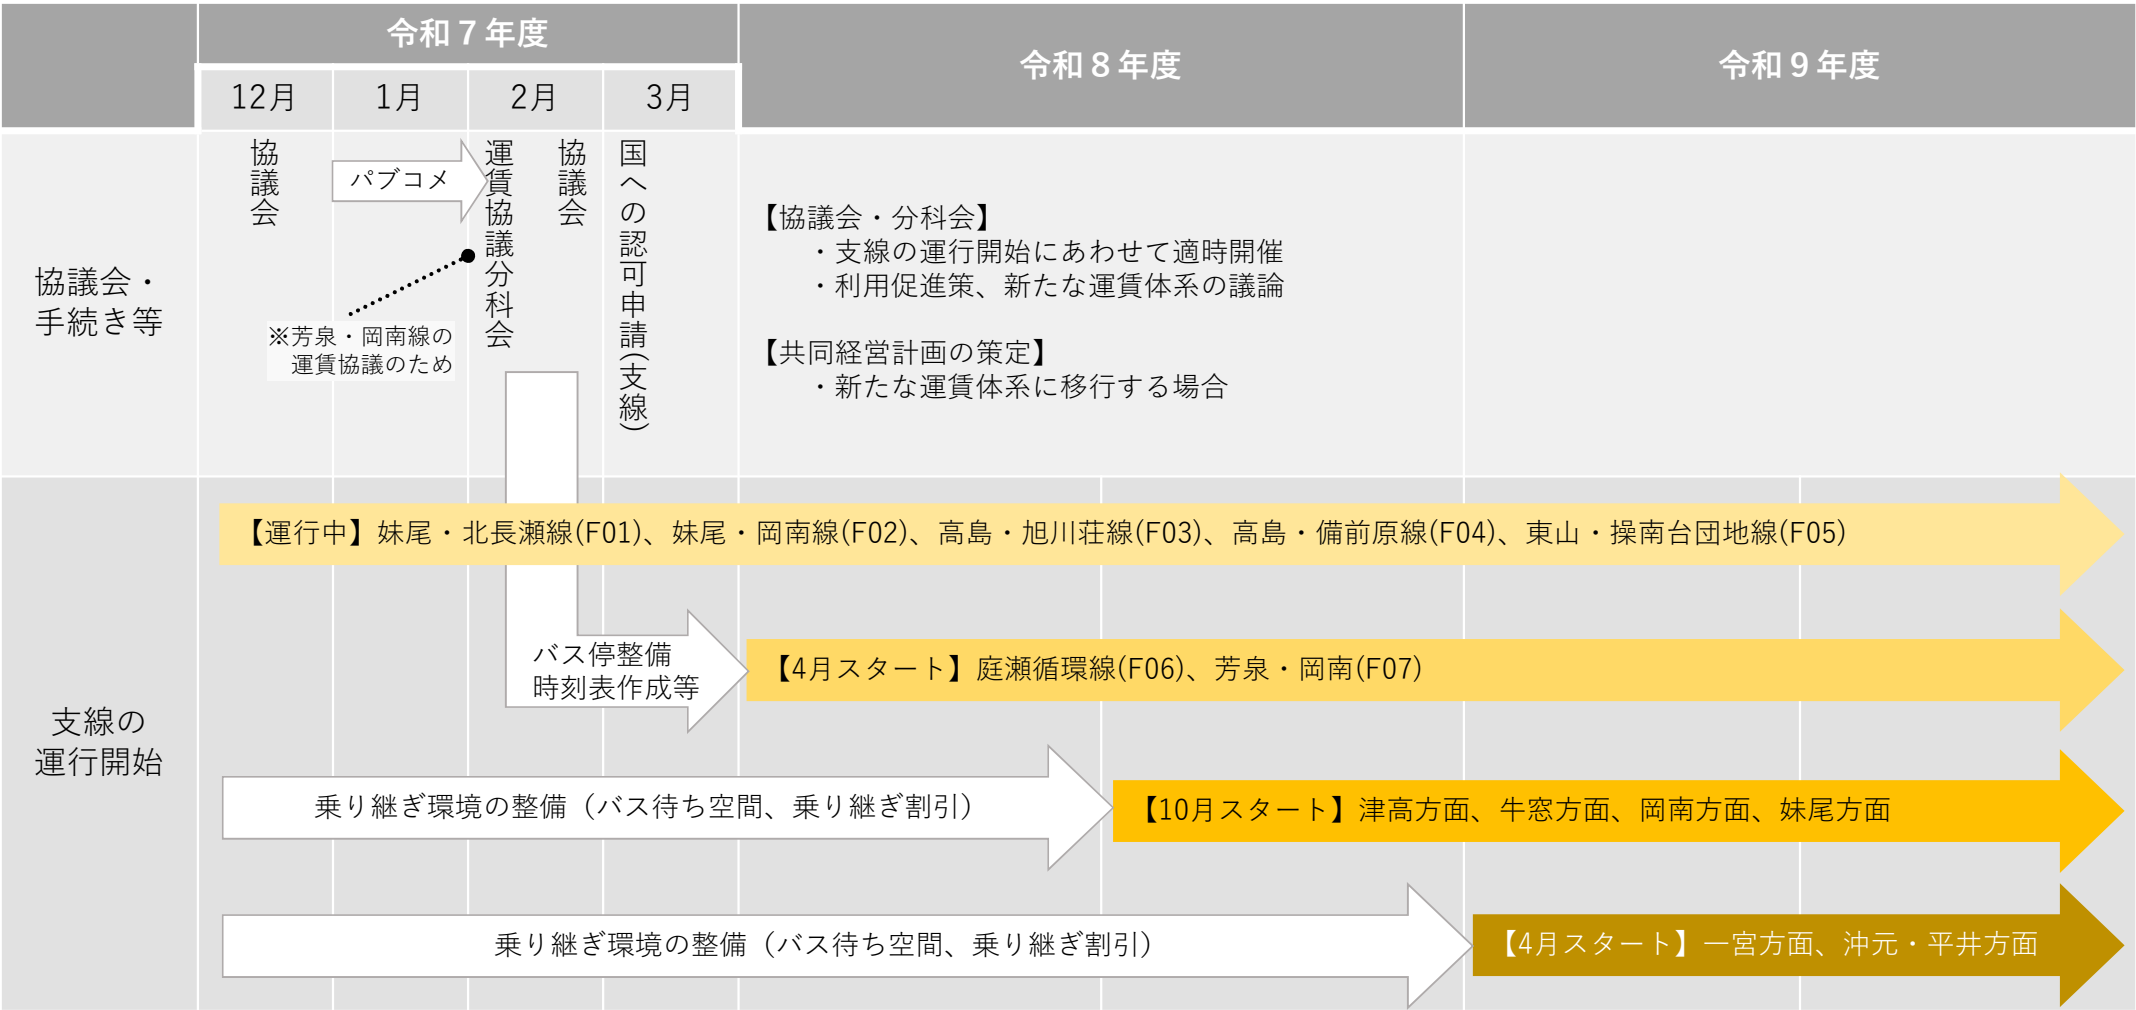 令和７年度
令和８年度
令和９年度
12月
1月
2月
3月
協議会・
手続き等
協議会
パブコメ
運賃協議分科会
協議会
国への認可申請(支線)
※芳泉・岡南線の
運賃協議のため
【協議会・分科会】
・支線の運行開始にあわせて適時開催
・利用促進策、新たな運賃体系の議論
【共同経営計画の策定】
・新たな運賃体系に移行する場合
支線の
運行開始
【運行中】妹尾・北長瀬線(F01)、妹尾・岡南線(F02)、高島・旭川荘線(F03)、高島・備前原線(F04)、東山・操南台団地線(F05)
バス停整備
時刻表作成等
【4月スタート】庭瀬循環線(F06)、芳泉・岡南(F07)
乗り継ぎ環境の整備（バス待ち空間、乗り継ぎ割引）
【10月スタート】津高方面、牛窓方面、岡南方面、妹尾方面
乗り継ぎ環境の整備（バス待ち空間、乗り継ぎ割引）
【4月スタート】一宮方面、沖元・平井方面